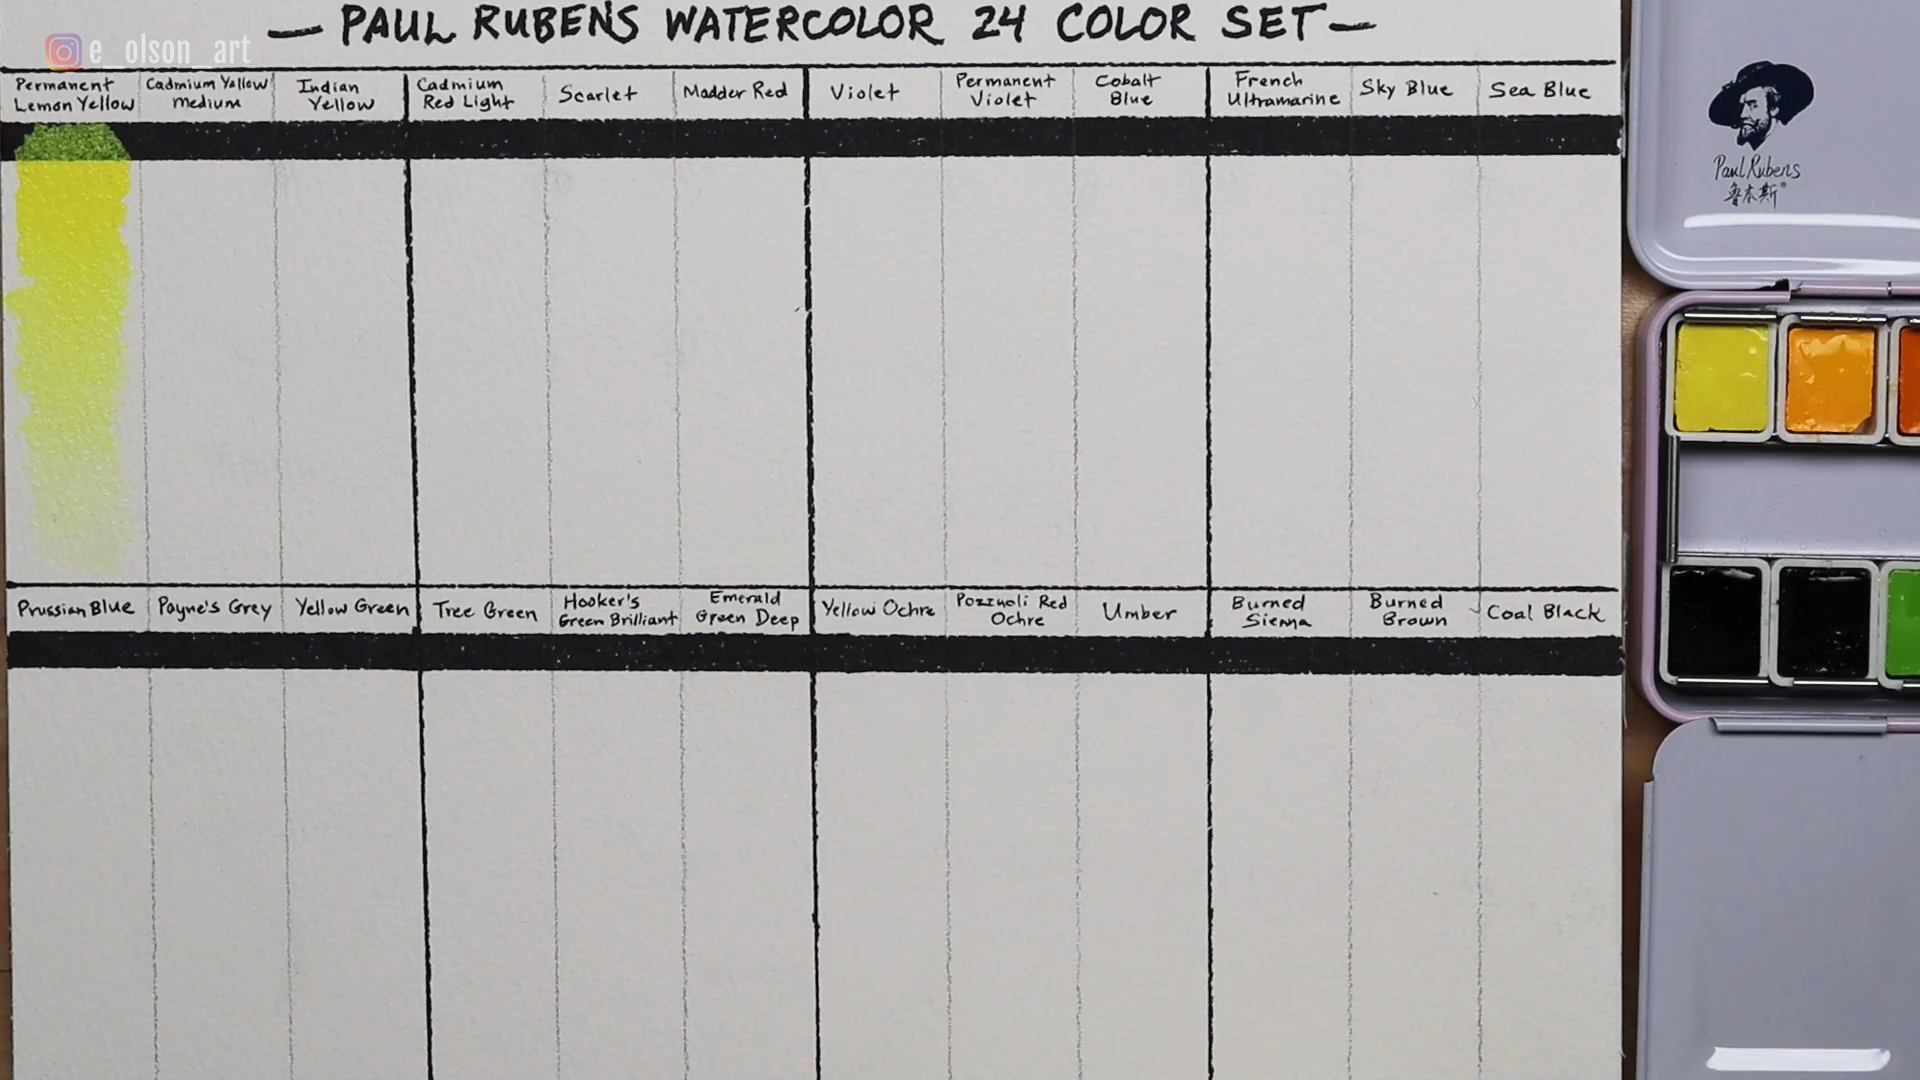 — PAUL RUBENS WATERCOLOR 24 COLOR SET —
e_olson_art
Permanent
Lemon Yellow
Cadmium Yellow
Medium
Indian
Yellow
Cadmium
Red Light
Scarlet
Madder Red
Violet
Permanent
Violet
Cobalt
Blue
French
Ultramarine
Sky Blue
Sea Blue
Paul Rubens
鲁本斯®
Prussian Blue
Payne's Grey
Yellow Green
Tree Green
Hooker's
Green Brilliant
Emerald
Green Deep
Yellow Ochre
Pozzuoli Red
Ochre
Umber
Burned
Sienna
Burned
Brown
Coal Black